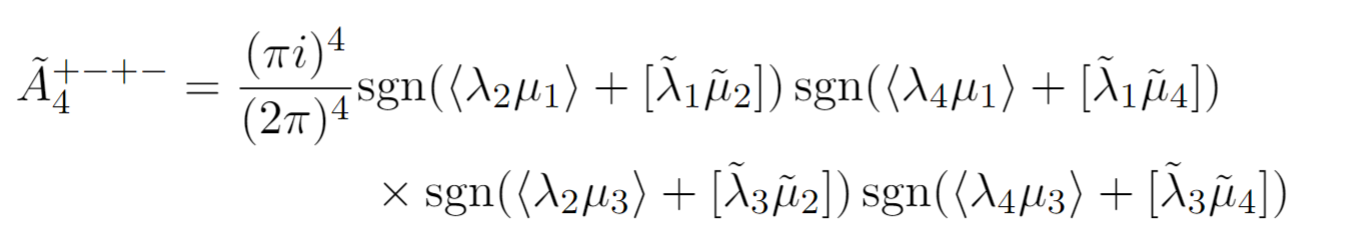 $\tilde{A}_4^{+-+-} = \frac{(\pi i)^4}{(2\pi)^4} \mathrm{sgn}(\langle \lambda_2 \mu_1 \rangle + [\tilde{\lambda}_1 \tilde{\mu}_2]) \, \mathrm{sgn}(\langle \lambda_4 \mu_1 \rangle + [\tilde{\lambda}_1 \tilde{\mu}_4])$
$\times \, \mathrm{sgn}(\langle \lambda_2 \mu_3 \rangle + [\tilde{\lambda}_3 \tilde{\mu}_2]) \, \mathrm{sgn}(\langle \lambda_4 \mu_3 \rangle + [\tilde{\lambda}_3 \tilde{\mu}_4])$